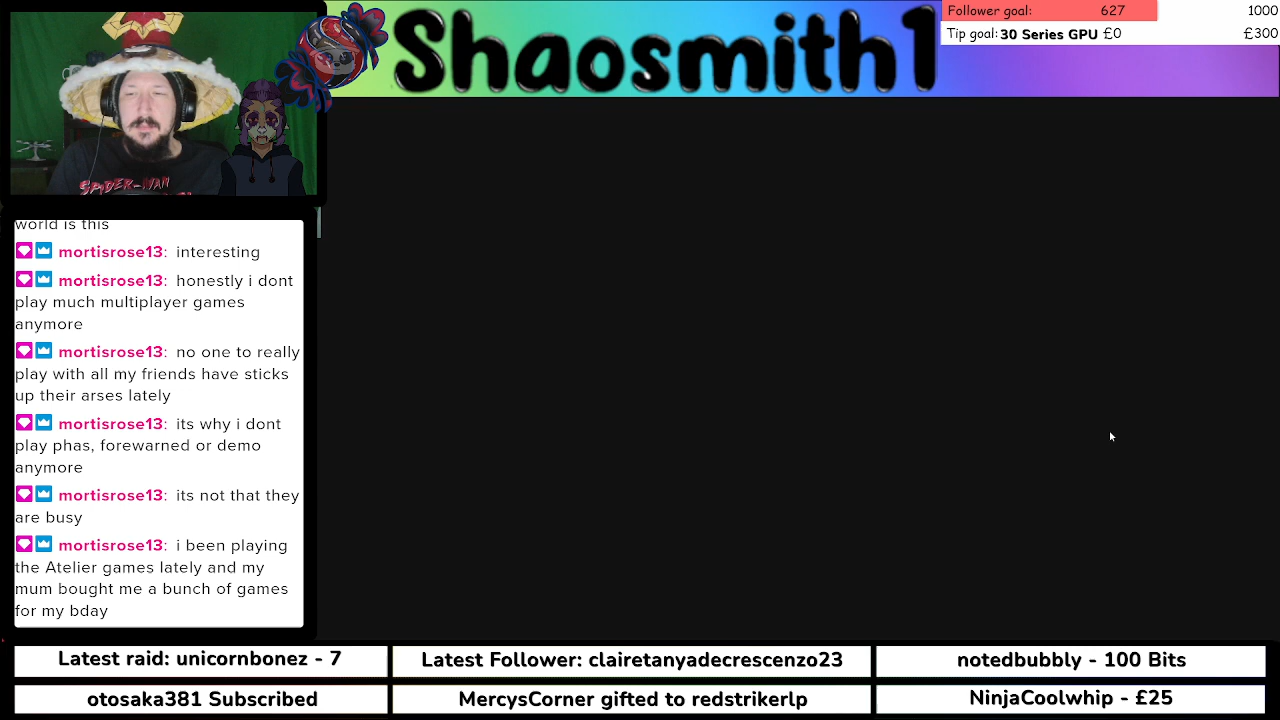 Shaosmith1
Follower goal: 627 1000
Tip goal: 30 Series GPU £0 £300
SPIDER-MAN
world is this
mortisrose13: interesting
mortisrose13: honestly i dont
play much multiplayer games
anymore
mortisrose13: no one to really
play with all my friends have sticks
up their arses lately
mortisrose13: its why i dont
play phas, forewarned or demo
anymore
mortisrose13: its not that they
are busy
mortisrose13: i been playing
the Atelier games lately and my
mum bought me a bunch of games
for my bday
Latest raid: unicornbonez - 7
Latest Follower: clairetanyadecrescenzo23
notedbubbly - 100 Bits
otosaka381 Subscribed
MercysCorner gifted to redstrikerlp
NinjaCoolwhip - £25